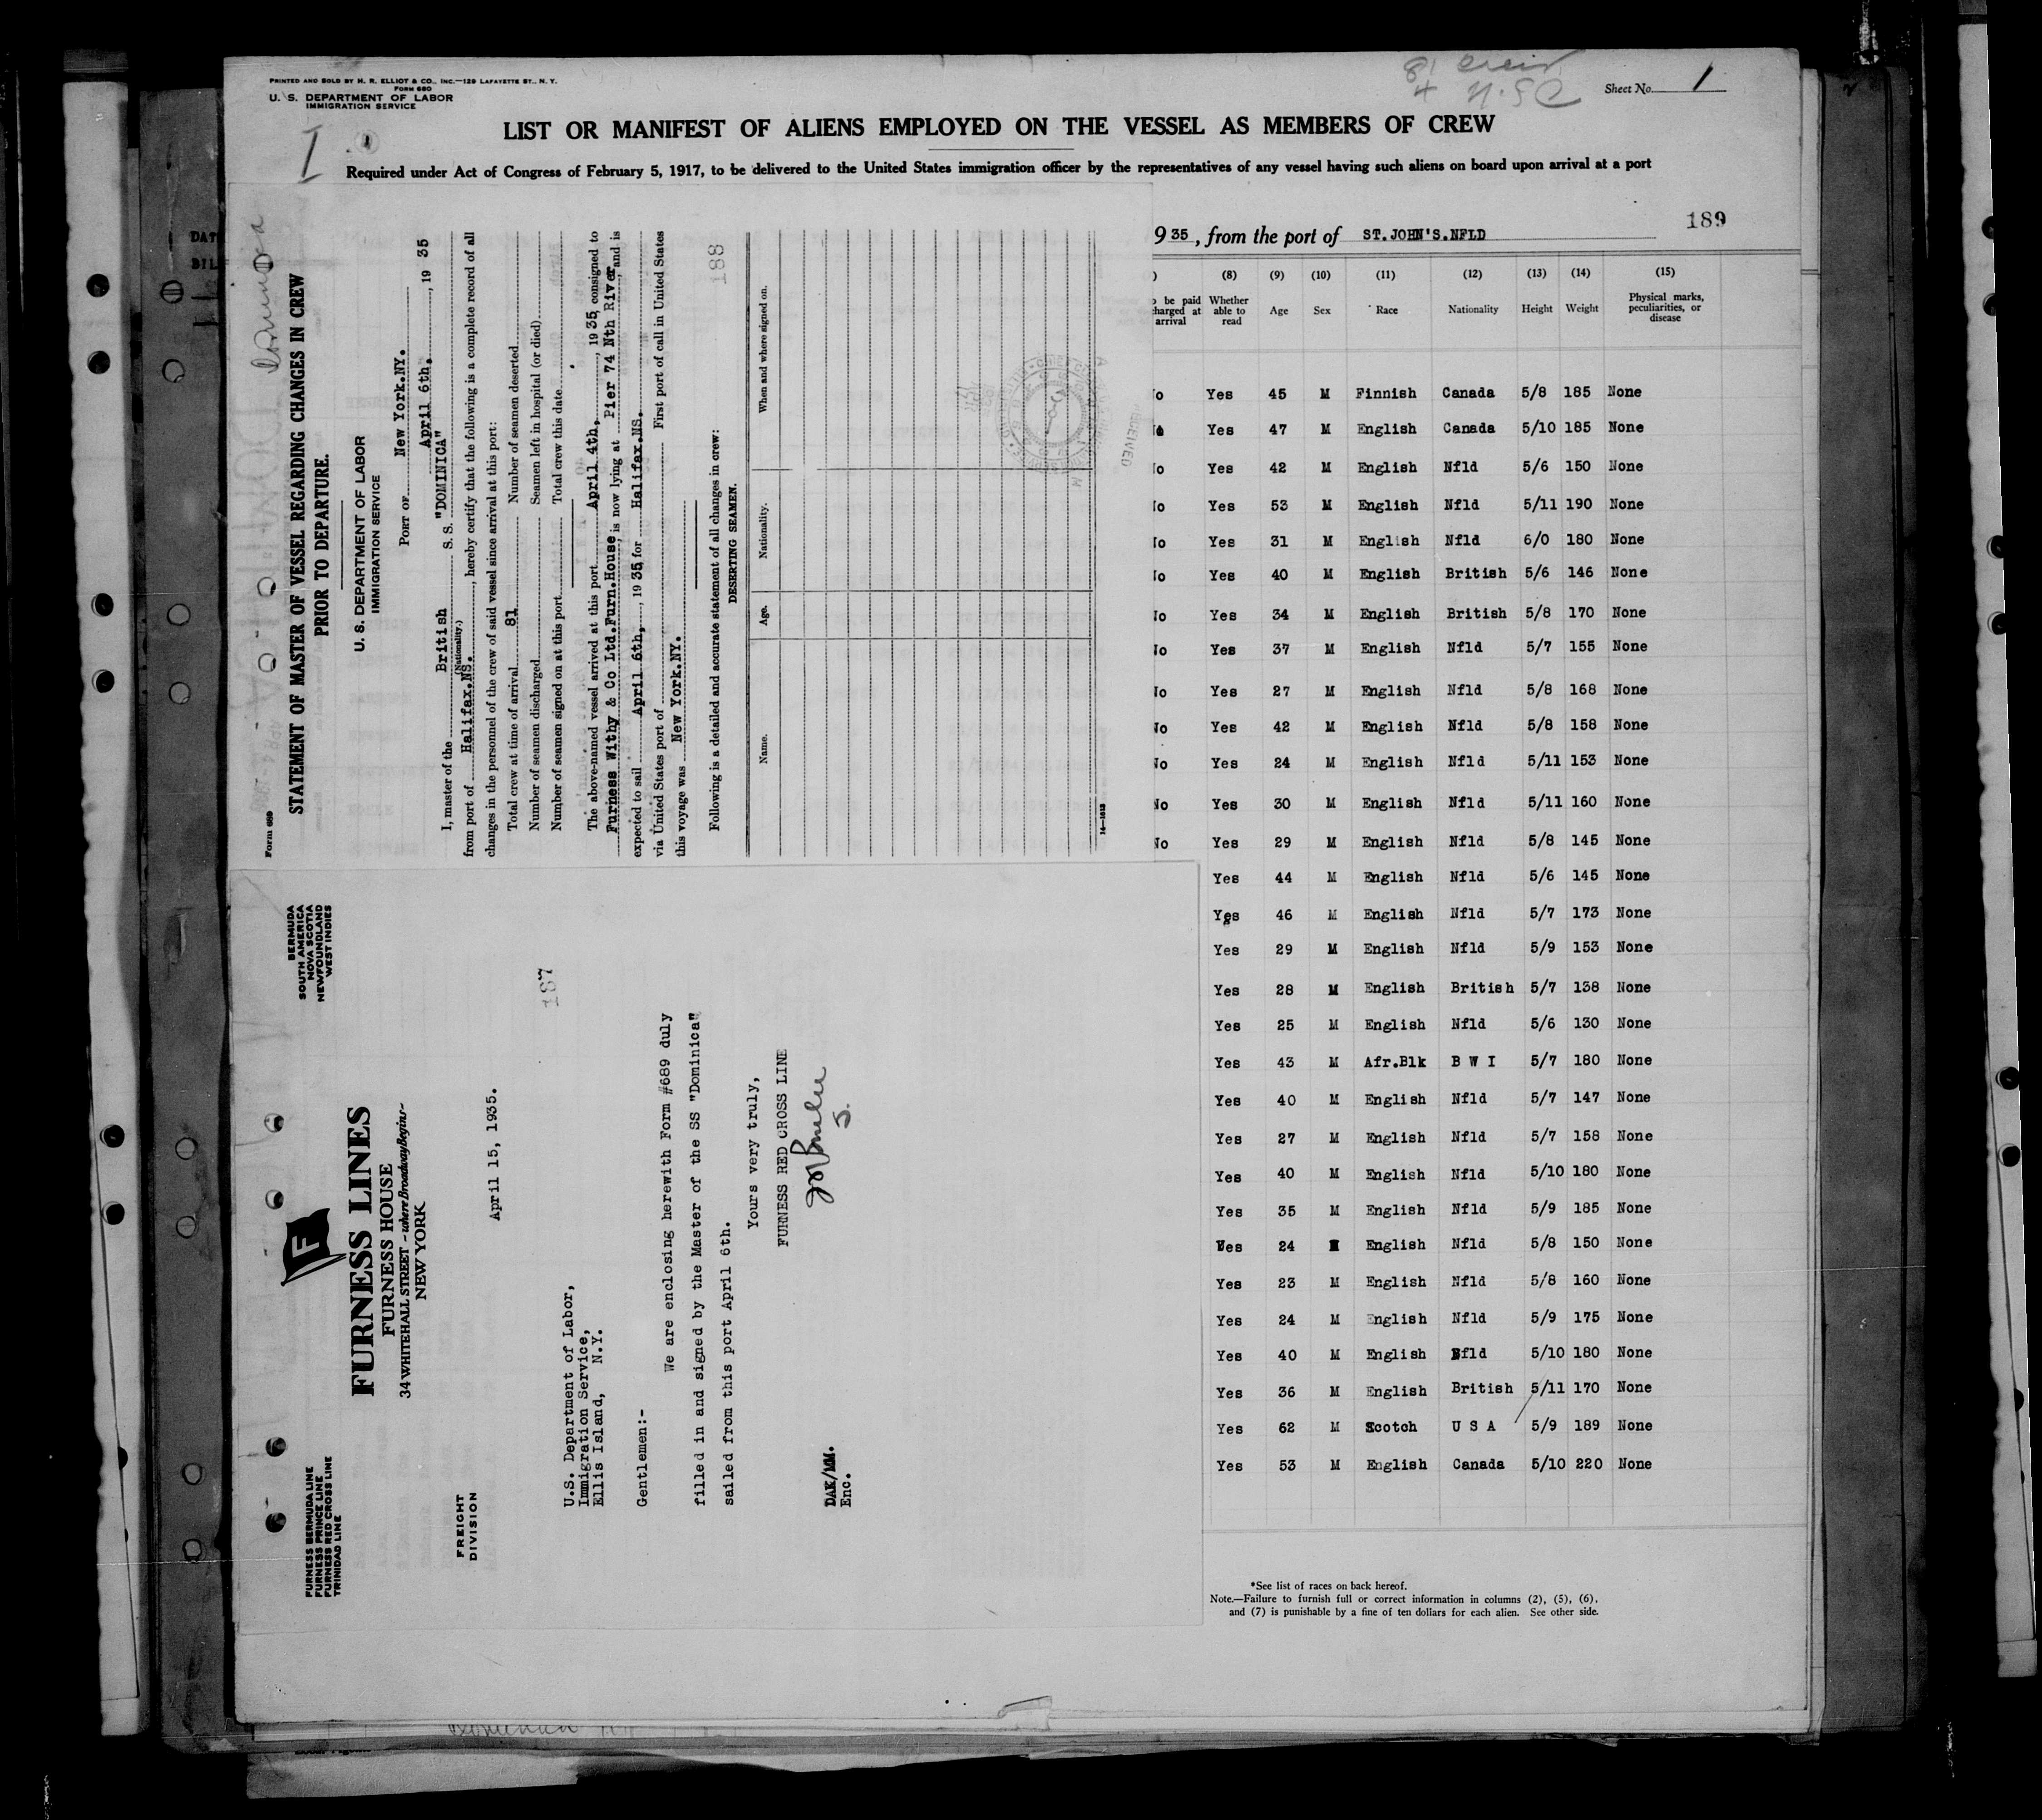 PRINTED AND SOLD BY H. R. ELLIOT & CO., INC.—129 LAFAYETTE ST., N. Y.
FORM 680
U. S. DEPARTMENT OF LABOR
IMMIGRATION SERVICE
81 crew
Sheet No. 1
LIST OR MANIFEST OF ALIENS EMPLOYED ON THE VESSEL AS MEMBERS OF CREW
Required under Act of Congress of February 5, 1917, to be delivered to the United States immigration officer by the representatives of any vessel having such aliens on board upon arrival at a port
189
9 35, from the port of ST.JOHN'S.NFLD
(8) (9) (10) (11) (12) (13) (14) (15)
be paid Whether Age Sex Race Nationality Height Weight Physical marks,
at able to peculiarities, or
arrival read disease
Yes 45 M Finnish Canada 5/8 185 None
Yes 47 M English Canada 5/10 185 None
Yes 42 M English Nfld 5/6 150 None
Yes 53 M English Nfld 5/11 190 None
Yes 31 M English Nfld 6/0 180 None
Yes 40 M English British 5/6 146 None
Yes 34 M English British 5/8 170 None
Yes 37 M English Nfld 5/7 155 None
Yes 27 M English Nfld 5/8 168 None
Yes 42 M English Nfld 5/8 158 None
Yes 24 M English Nfld 5/11 153 None
No Yes 30 M English Nfld 5/11 160 None
No Yes 29 M English Nfld 5/8 145 None
Yes 44 M English Nfld 5/6 145 None
Yes 46 M English Nfld 5/7 173 None
Yes 29 M English Nfld 5/9 153 None
Yes 28 M English British 5/7 138 None
Yes 25 M English Nfld 5/6 130 None
Yes 43 M Afr.Blk B W I 5/7 180 None
Yes 40 M English Nfld 5/7 147 None
Yes 27 M English Nfld 5/7 158 None
Yes 40 M English Nfld 5/10 180 None
Yes 35 M English Nfld 5/9 185 None
Yes 24 M English Nfld 5/8 150 None
Yes 23 M English Nfld 5/8 160 None
Yes 24 M English Nfld 5/9 175 None
Yes 40 M English Nfld 5/10 180 None
Yes 36 M English British 5/11 170 None
Yes 62 M Scotch U S A 5/9 189 None
Yes 53 M English Canada 5/10 220 None
*See list of races on back hereof.
Note.—Failure to furnish full or correct information in columns (2), (5), (6),
and (7) is punishable by a fine of ten dollars for each alien. See other side.
Form 689
Dominica
STATEMENT OF MASTER OF VESSEL REGARDING CHANGES IN CREW
PRIOR TO DEPARTURE.
U. S. DEPARTMENT OF LABOR
IMMIGRATION SERVICE
PORT OF New York.NY.
April 6th., 19 35
I, master of the British S. S. "DOMINICA"
(Nationality.)
from port of Halifax,NS., hereby certify that the following is a complete record of all
changes in the personnel of the crew of said vessel since arrival at this port:
Total crew at time of arrival 81 Number of seamen deserted
Number of seamen discharged Seamen left in hospital (or died)
Number of seamen signed on at this port Total crew this date
The above-named vessel arrived at this port April 4th, 1935, consigned to
Furness Withy & Co Ltd.Furn.House, is now lying at Pier 74 Nth River, and is
expected to sail April 6th, 1935, for Halifax,NS.
via United States port of First port of call in United States
this voyage was New York.NY.
188
Following is a detailed and accurate statement of all changes in crew:
DESERTING SEAMEN.
Name. Age. Nationality. When and where signed on.
RECEIVED
14—1813
FURNESS BERMUDA LINE
FURNESS PRINCE LINE
FURNESS RED CROSS LINE
TRINIDAD LINE
F
BERMUDA
SOUTH AMERICA
NOVA SCOTIA
NEWFOUNDLAND
WEST INDIES
FURNESS LINES
FURNESS HOUSE
34 WHITEHALL STREET - where Broadway Begins -
NEW YORK
FREIGHT
DIVISION
April 15, 1935.
187
U.S. Department of Labor,
Immigration Service,
Ellis Island, N.Y.
Gentlemen:-
We are enclosing herewith Form #689 duly
filled in and signed by the Master of the SS "Dominica"
sailed from this port April 6th.
Yours very truly,
FURNESS RED CROSS LINE
DAK/MM.
Enc.